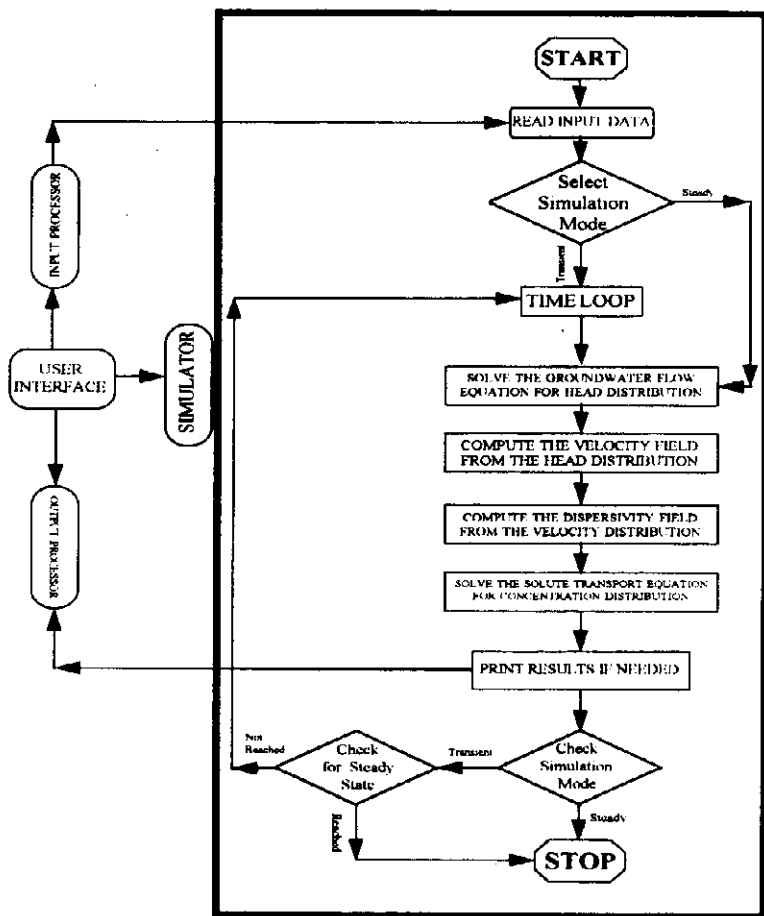 START
READ INPUT DATA
Select
Simulation
Mode
Steady
Transient
TIME LOOP
INPUT PROCESSOR
USER
INTERFACE
SIMULATOR
OUTPUT PROCESSOR
SOLVE THE GROUNDWATER FLOW
EQUATION FOR HEAD DISTRIBUTION
COMPUTE THE VELOCITY FIELD
FROM THE HEAD DISTRIBUTION
COMPUTE THE DISPERSIVITY FIELD
FROM THE VELOCITY DISTRIBUTION
SOLVE THE SOLUTE TRANSPORT EQUATION
FOR CONCENTRATION DISTRIBUTION
PRINT RESULTS IF NEEDED
Not
Reached
Check
for Steady
State
Transient
Check
Simulation
Mode
Reached
Steady
STOP